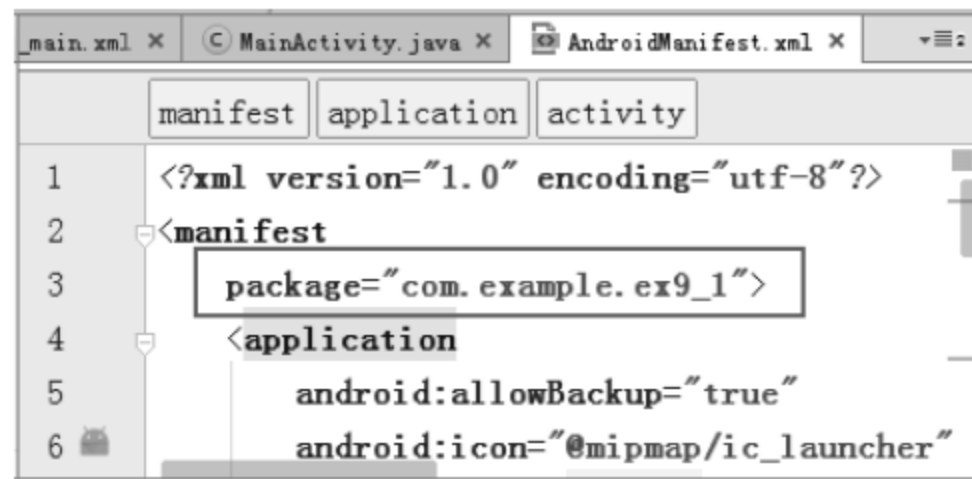 _main.xml × C MainActivity.java × AndroidManifest.xml ×
manifest application activity
1 <?xml version="1.0" encoding="utf-8"?>
2 <manifest
3 package="com.example.ex9_1">
4 <application
5 android:allowBackup="true"
6 android:icon="@mipmap/ic_launcher"